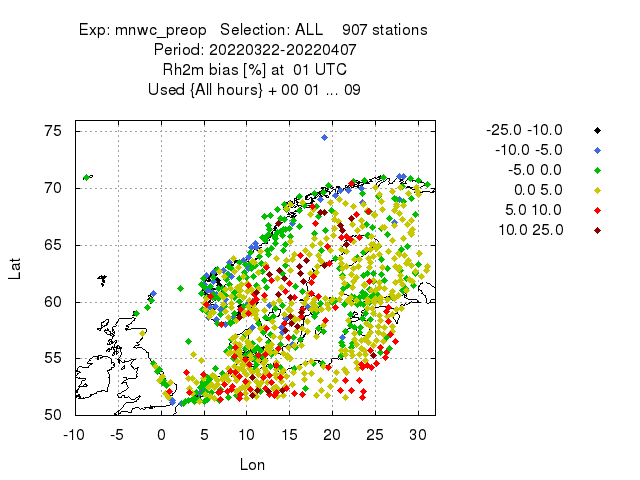 Exp: mnwc_preop Selection: ALL 907 stations
Period: 20220322-20220407
Rh2m bias [%] at 01 UTC
Used {All hours} + 00 01 ... 09
-25.0 -10.0
-10.0 -5.0
-5.0 0.0
0.0 5.0
5.0 10.0
10.0 25.0
75
70
65
60
55
50
Lat
-10 -5 0 5 10 15 20 25 30
Lon